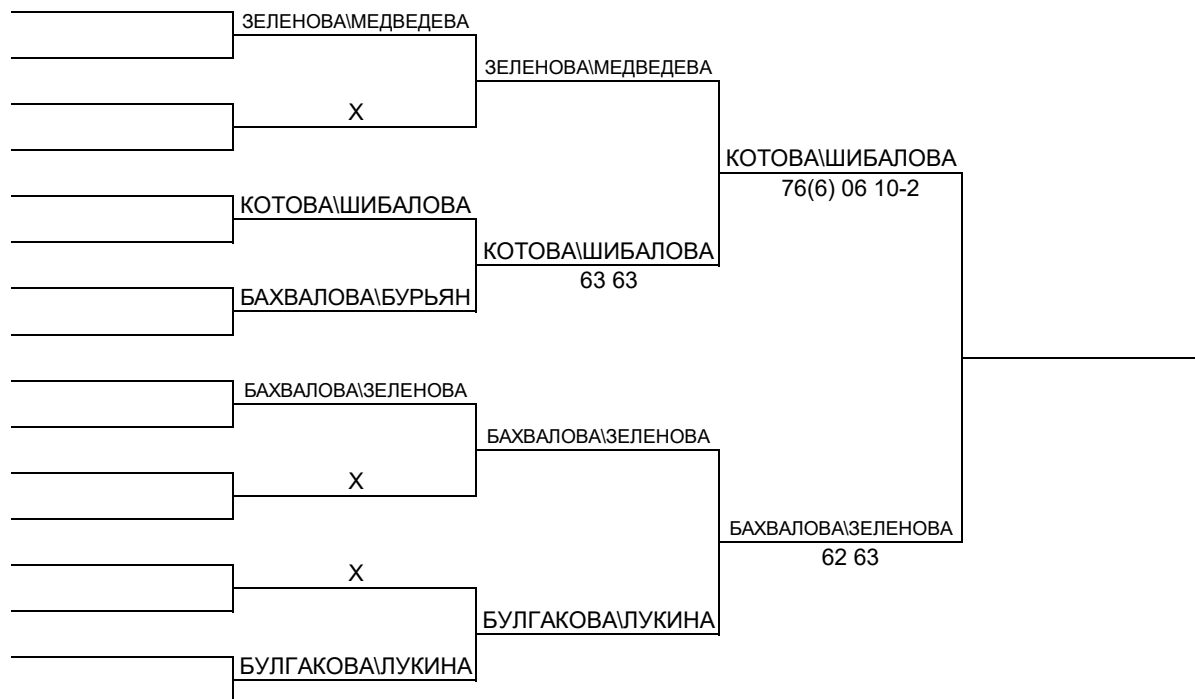 ЗЕЛЕНОВА\МЕДВЕДЕВА
ЗЕЛЕНОВА\МЕДВЕДЕВА
Х
КОТОВА\ШИБАЛОВА
76(6) 06 10-2
КОТОВА\ШИБАЛОВА
КОТОВА\ШИБАЛОВА
63 63
БАХВАЛОВА\БУРЬЯН
БАХВАЛОВА\ЗЕЛЕНОВА
БАХВАЛОВА\ЗЕЛЕНОВА
Х
БАХВАЛОВА\ЗЕЛЕНОВА
62 63
Х
БУЛГАКОВА\ЛУКИНА
БУЛГАКОВА\ЛУКИНА